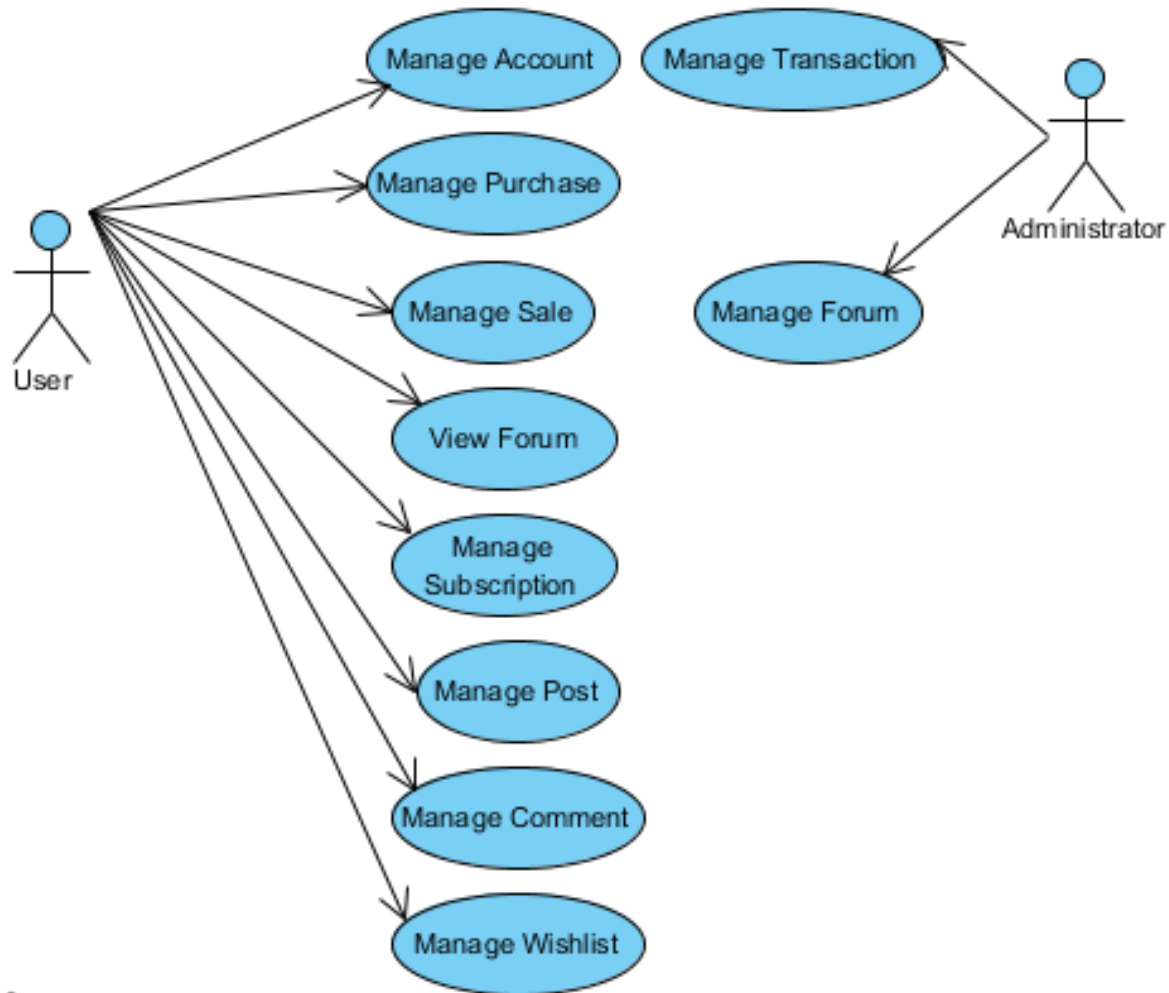 Manage Account
Manage Transaction
Manage Purchase
Administrator
Manage Sale
Manage Forum
User
View Forum
Manage
Subscription
Manage Post
Manage Comment
Manage Wishlist